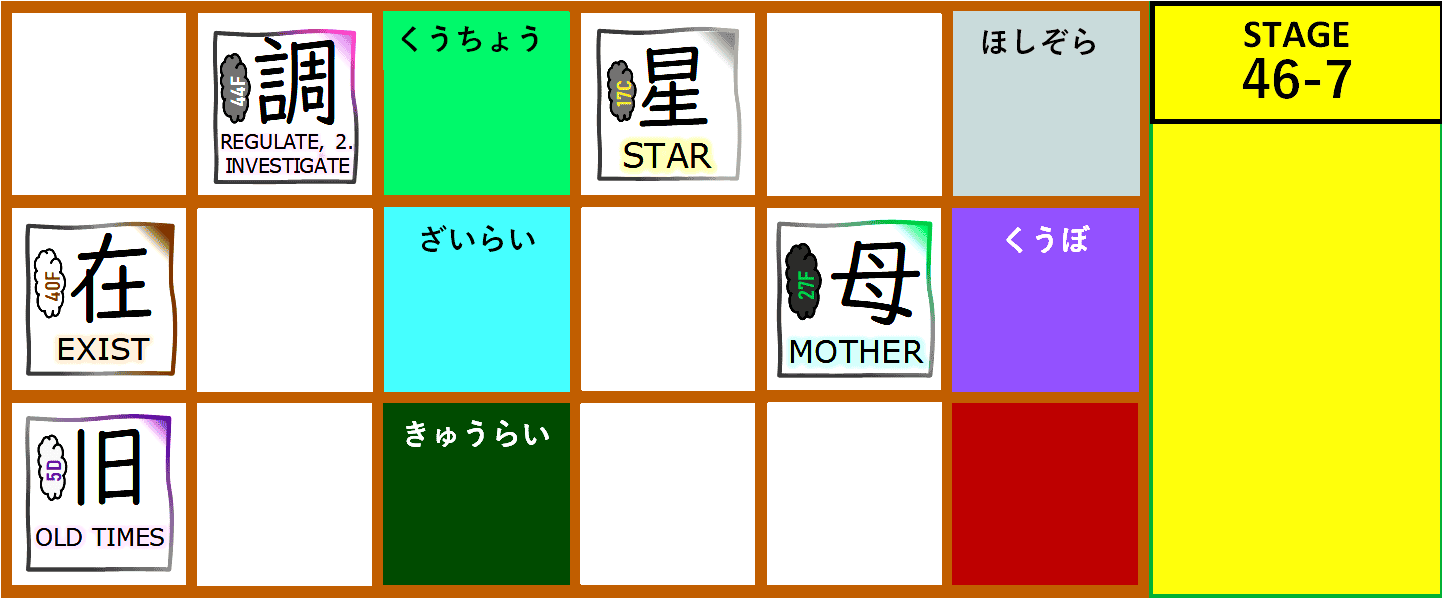 44F
調
REGULATE, 2.
INVESTIGATE
くうちょう
17C
星
STAR
ほしぞら
STAGE
46-7
40F
在
EXIST
ざいらい
27F
母
MOTHER
くうぼ
5D
旧
OLD TIMES
きゅうらい